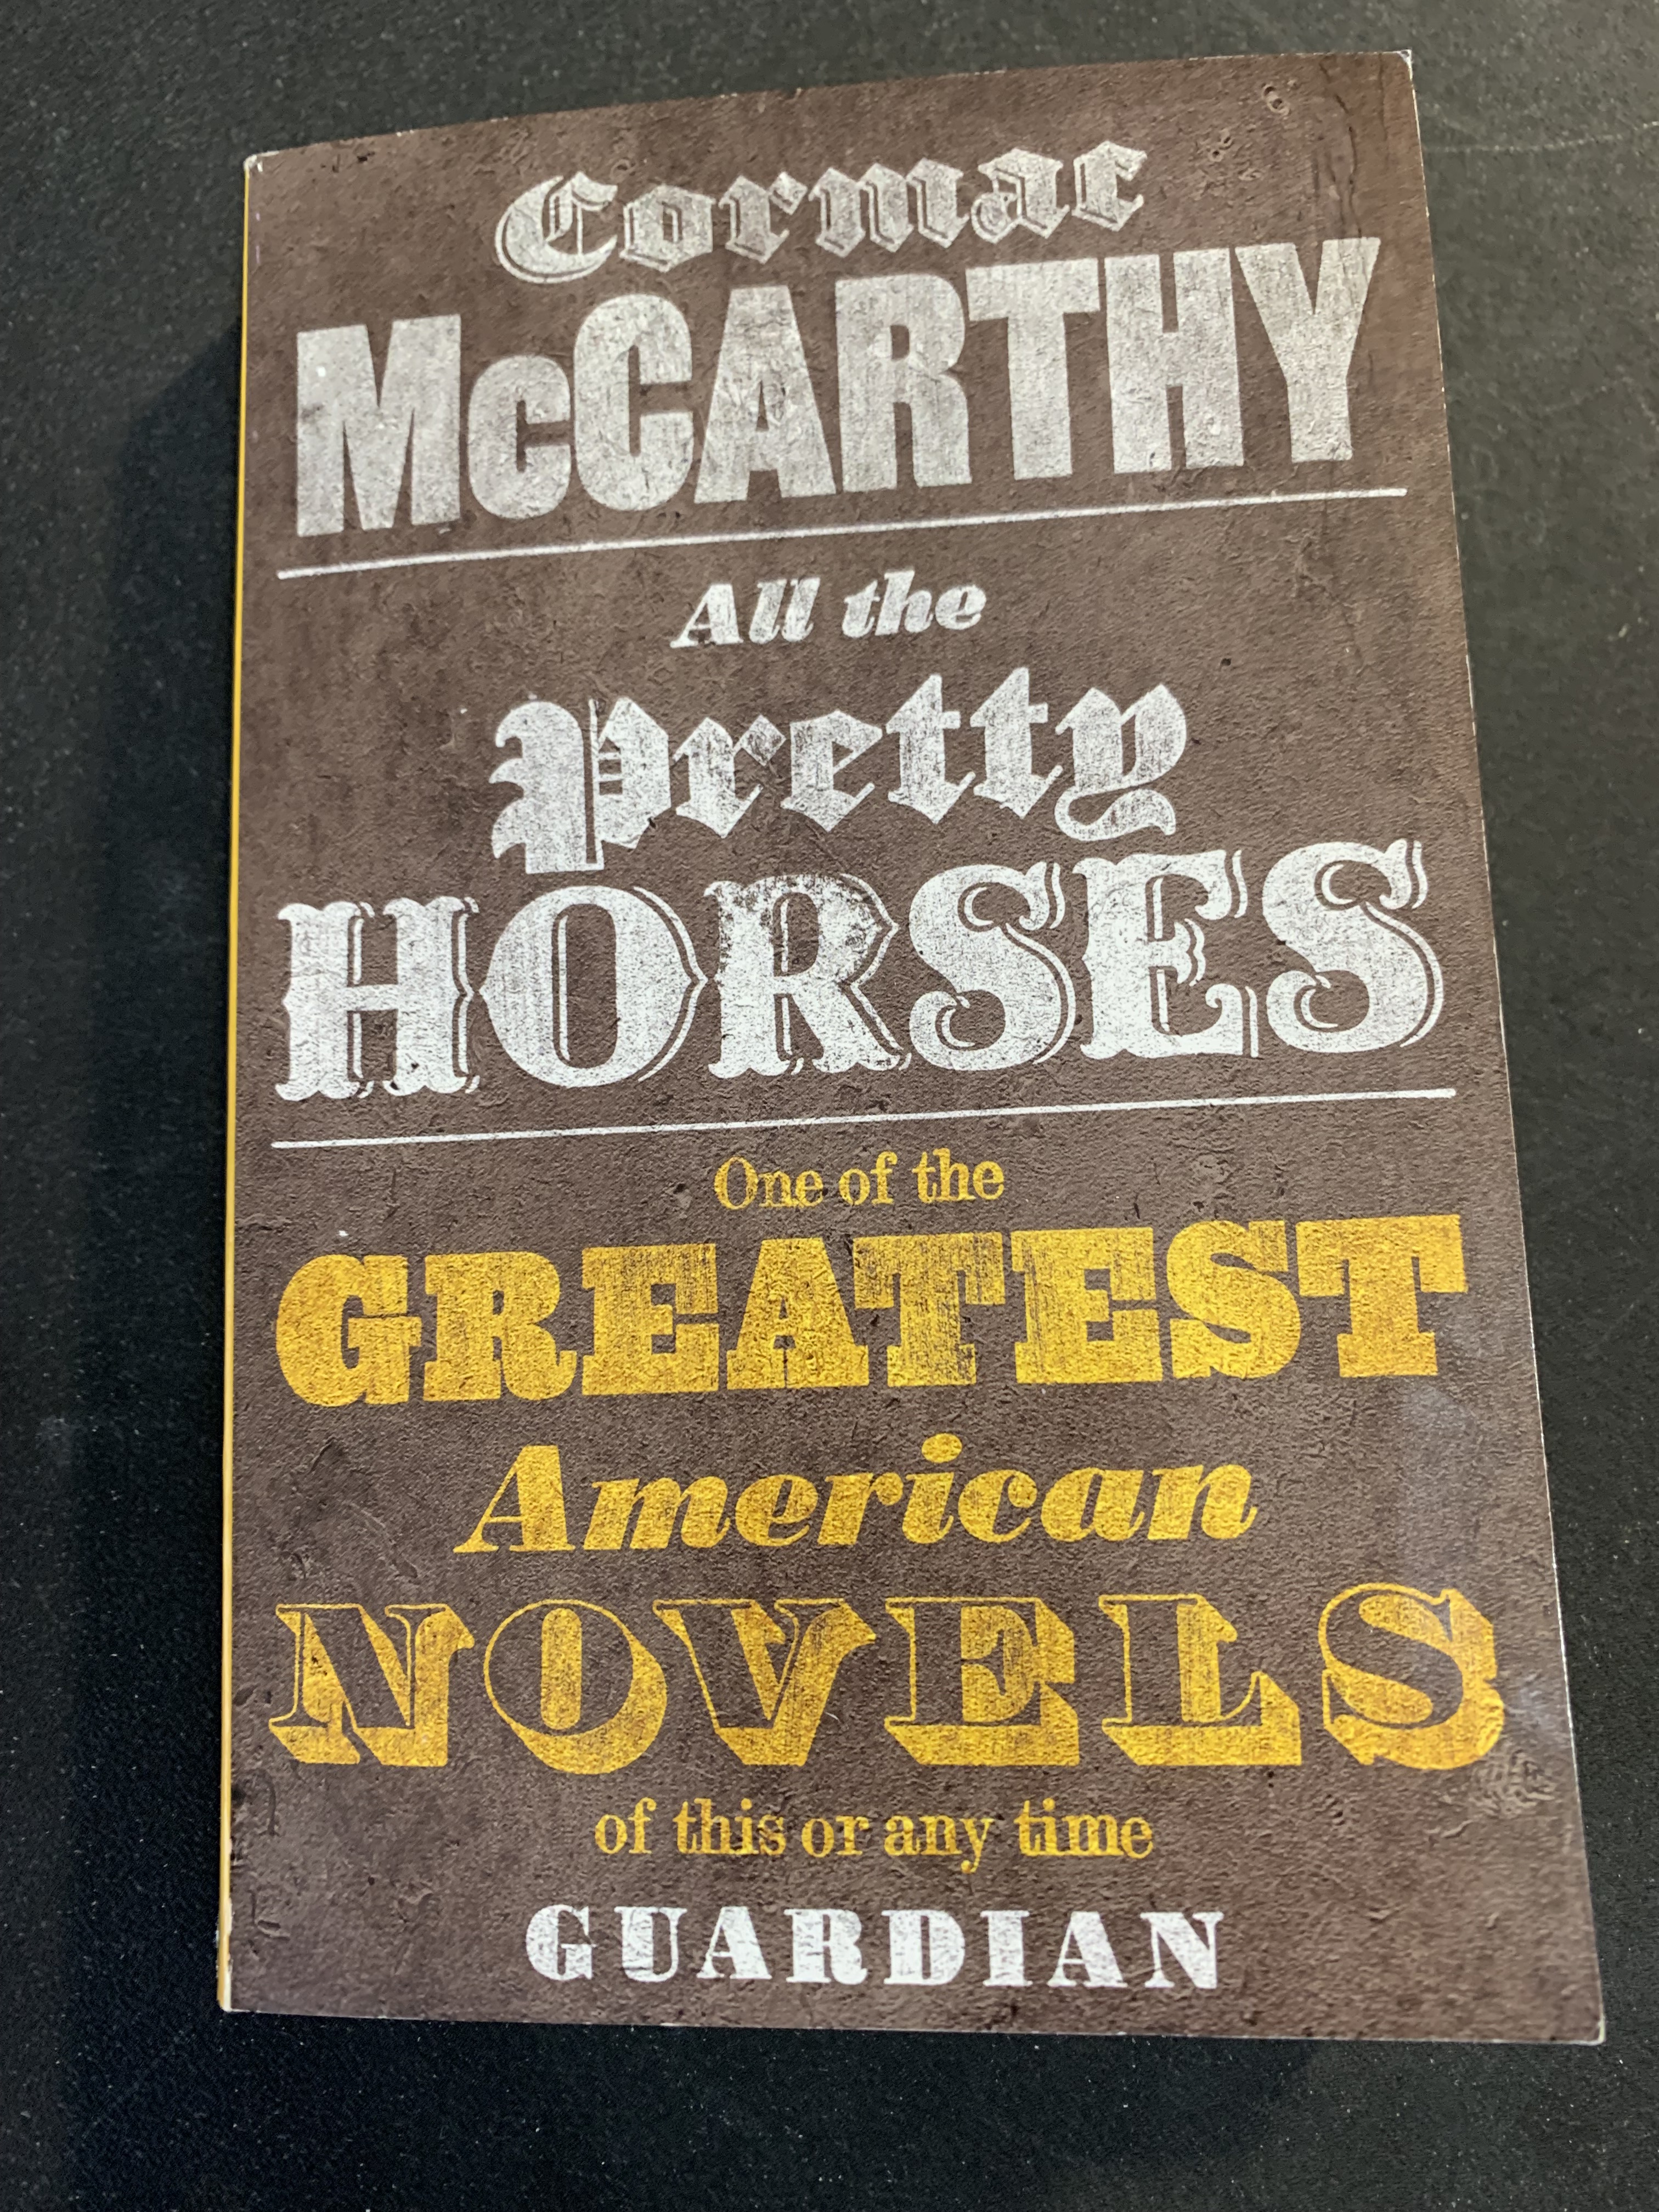 Cormac
McCARTHY
All the
Pretty
HORSES
One of the
GREATEST
American
NOVELS
of this or any time
GUARDIAN